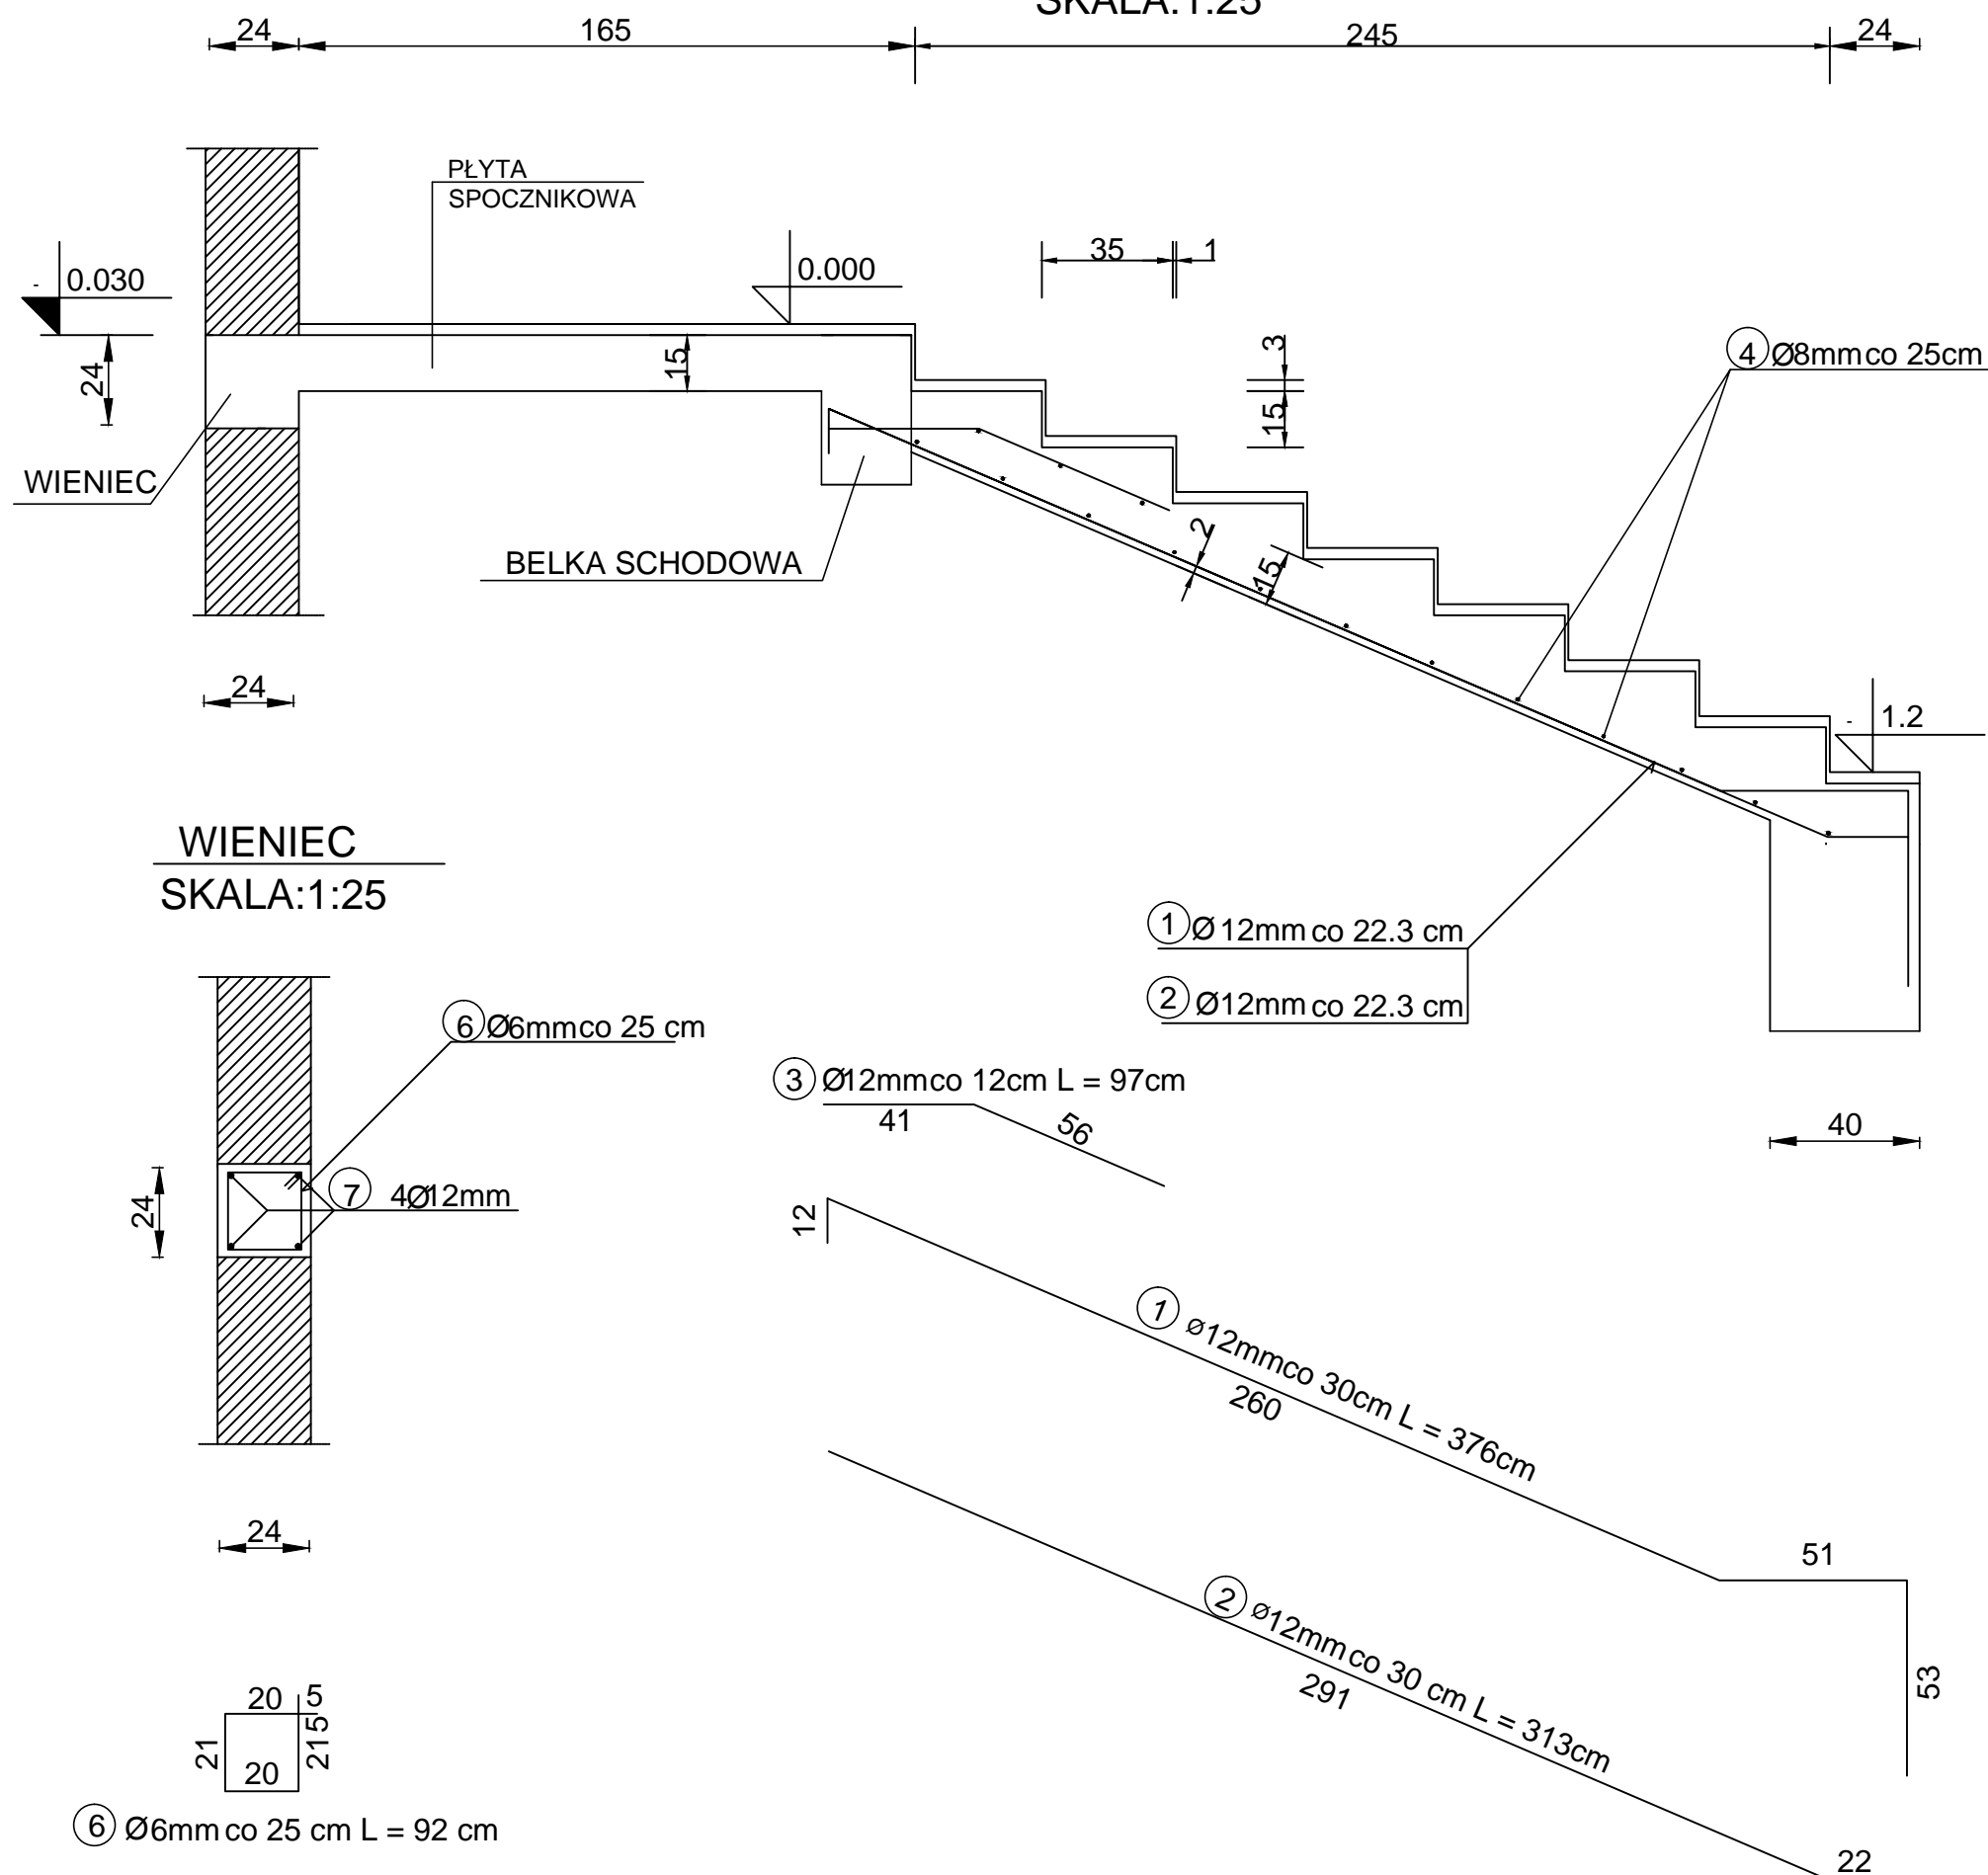 SKALA:1:25
24 165 245 24
PŁYTA
SPOCZNIKOWA
- 0.030
0.000
35 1
24
15
3
15
4 Ø8mm co 25cm
WIENIEC
BELKA SCHODOWA
2
15
24
- 1.2
WIENIEC
SKALA:1:25
1 Ø12mm co 22.3 cm
2 Ø12mm co 22.3 cm
6 Ø6mm co 25 cm
3 Ø12mm co 12cm L = 97cm
41
56
40
7 4Ø12mm
24
12
1 Ø12mm co 30cm L = 376cm
260
24
51
2 Ø12mm co 30 cm L = 313cm
291
53
20 5
21
21 5
20
6 Ø6mm co 25 cm L = 92 cm
22